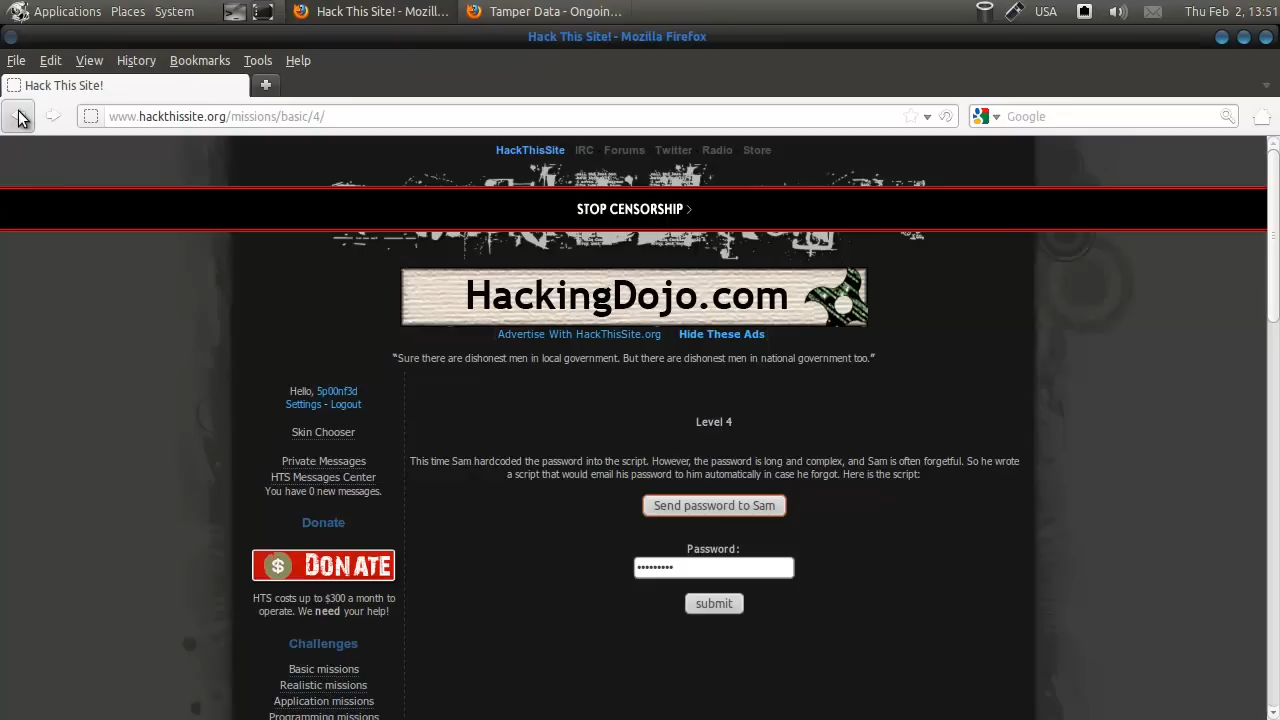 Applications Places System
Hack This Site! - Mozill...
Tamper Data - Ongoin...
USA
Thu Feb 2, 13:51
Hack This Site! - Mozilla Firefox
File Edit View History Bookmarks Tools Help
Hack This Site!
www.hackthissite.org/missions/basic/4/
Google
HackThisSite IRC Forums Twitter Radio Store
STOP CENSORSHIP >
HackingDojo.com
Advertise With HackThisSite.org Hide These Ads
“Sure there are dishonest men in local government. But there are dishonest men in national government too.”
Hello, 5p00nf3d
Settings - Logout
Skin Chooser
Private Messages
HTS Messages Center
You have 0 new messages.
Donate
$ DONATE
HTS costs up to $300 a month to
operate. We need your help!
Challenges
Basic missions
Realistic missions
Application missions
Programming missions
Level 4
This time Sam hardcoded the password into the script. However, the password is long and complex, and Sam is often forgetful. So he wrote
a script that would email his password to him automatically in case he forgot. Here is the script:
Send password to Sam
Password:
•••••••••
submit